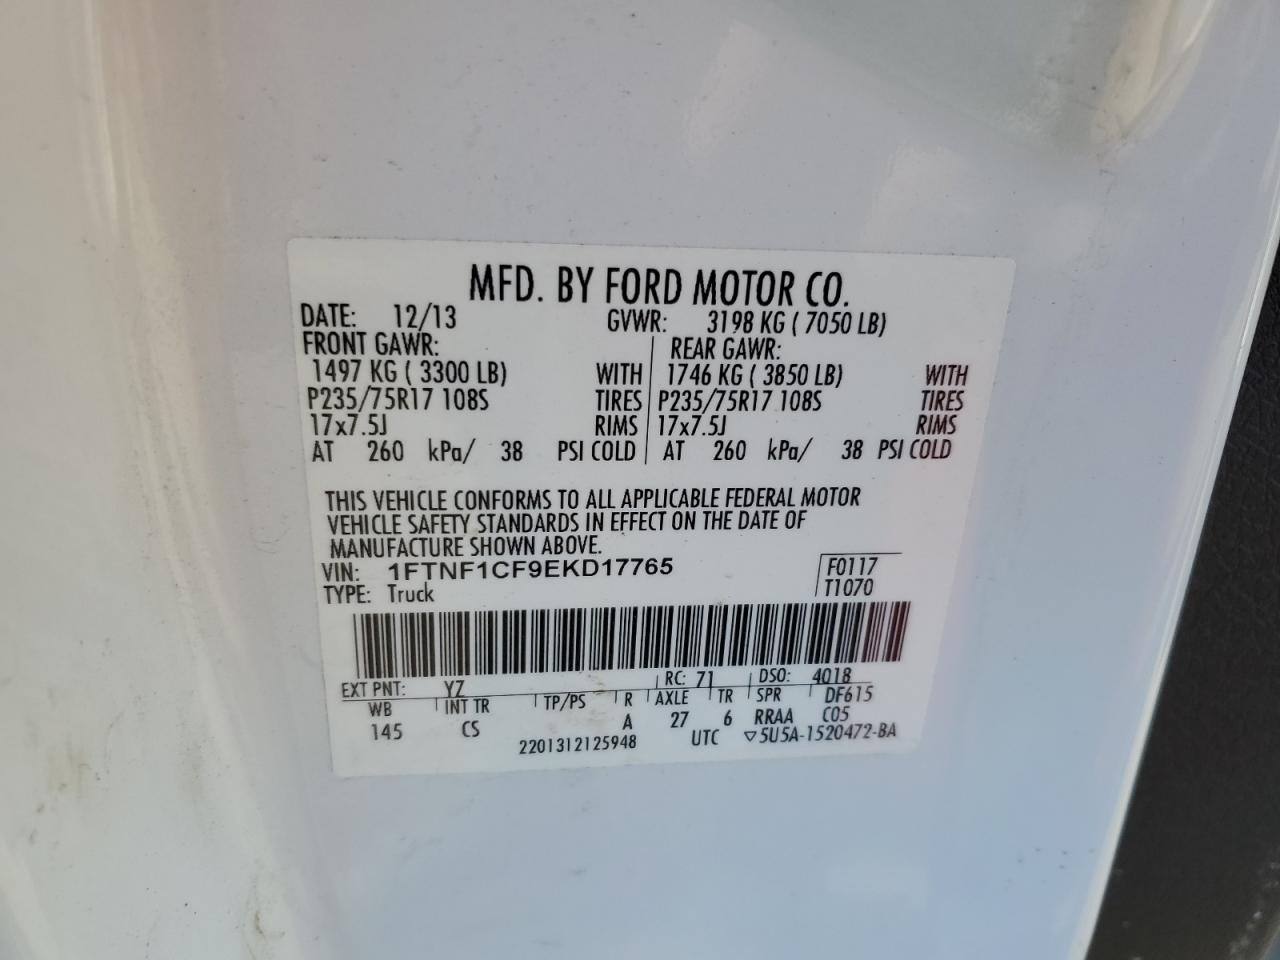 MFD. BY FORD MOTOR CO.
DATE: 12/13 GVWR: 3198 KG ( 7050 LB)
FRONT GAWR: REAR GAWR:
1497 KG ( 3300 LB) WITH 1746 KG ( 3850 LB) WITH
P235/75R17 108S TIRES P235/75R17 108S TIRES
17x7.5J RIMS 17x7.5J RIMS
AT 260 kPa/ 38 PSI COLD AT 260 kPa/ 38 PSI COLD
THIS VEHICLE CONFORMS TO ALL APPLICABLE FEDERAL MOTOR
VEHICLE SAFETY STANDARDS IN EFFECT ON THE DATE OF
MANUFACTURE SHOWN ABOVE.
VIN: 1FTNF1CF9EKD17765 F0117
TYPE: Truck T1070
EXT PNT: YZ RC: 71 DSO: 4Q18
WB INT TR TP/PS R AXLE TR SPR DF615
145 CS A 27 6 RRAA C05
2201312125948 UTC ▽5U5A-1520472-BA